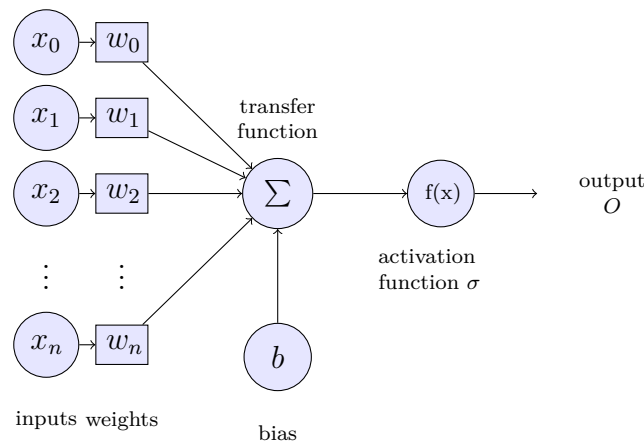 x₀ w₀
x₁ w₁
transfer
function
x₂ w₂
∑
f(x)
output
O
activation
function σ
⋮ ⋮
xₙ wₙ
b
inputs weights
bias